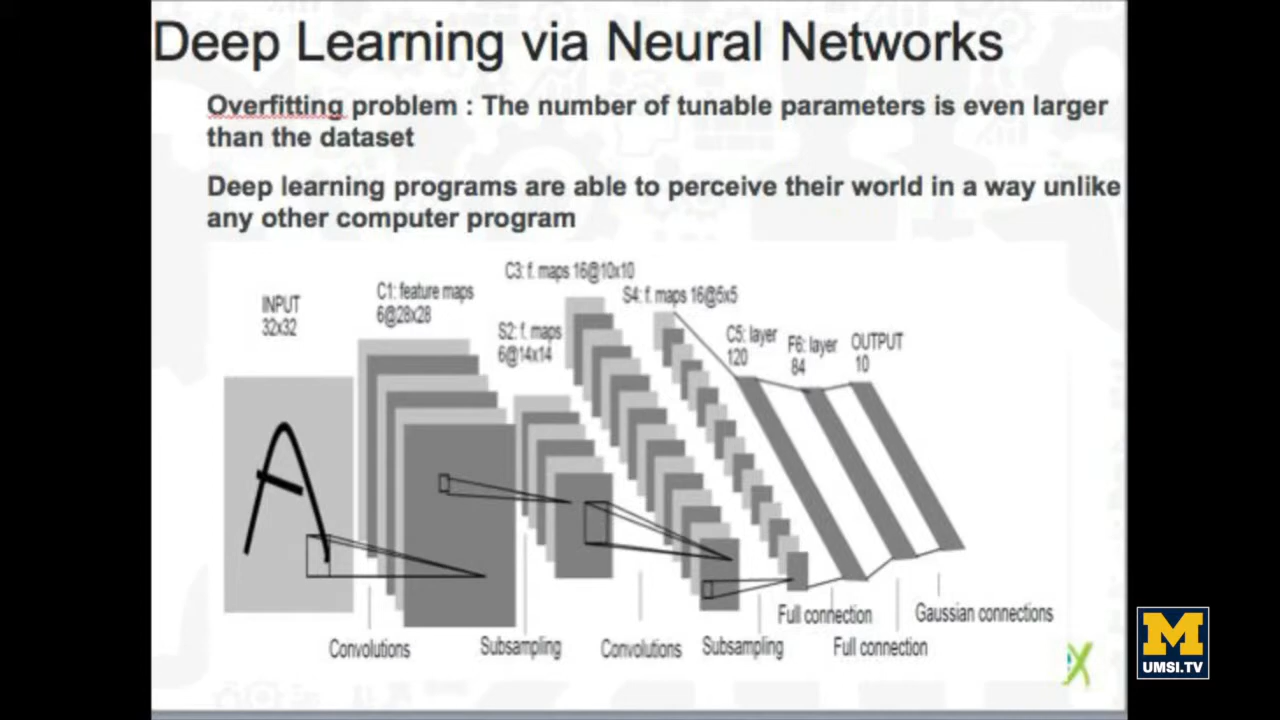 Deep Learning via Neural Networks
Overfitting problem : The number of tunable parameters is even larger
than the dataset
Deep learning programs are able to perceive their world in a way unlike
any other computer program
INPUT
32x32
C1: feature maps
6@28x28
S2: f. maps
6@14x14
C3: f. maps 16@10x10
S4: f. maps 16@5x5
C5: layer
120
F6: layer
84
OUTPUT
10
Convolutions
Subsampling
Convolutions
Subsampling
Full connection
Full connection
Gaussian connections
X
M
UMSI.TV